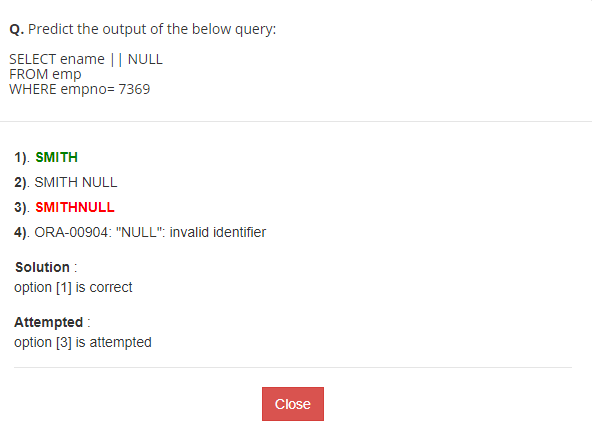 Q. Predict the output of the below query:
SELECT ename || NULL
FROM emp
WHERE empno= 7369
1). SMITH
2). SMITH NULL
3). SMITHNULL
4). ORA-00904: "NULL": invalid identifier
Solution :
option [1] is correct
Attempted :
option [3] is attempted
Close